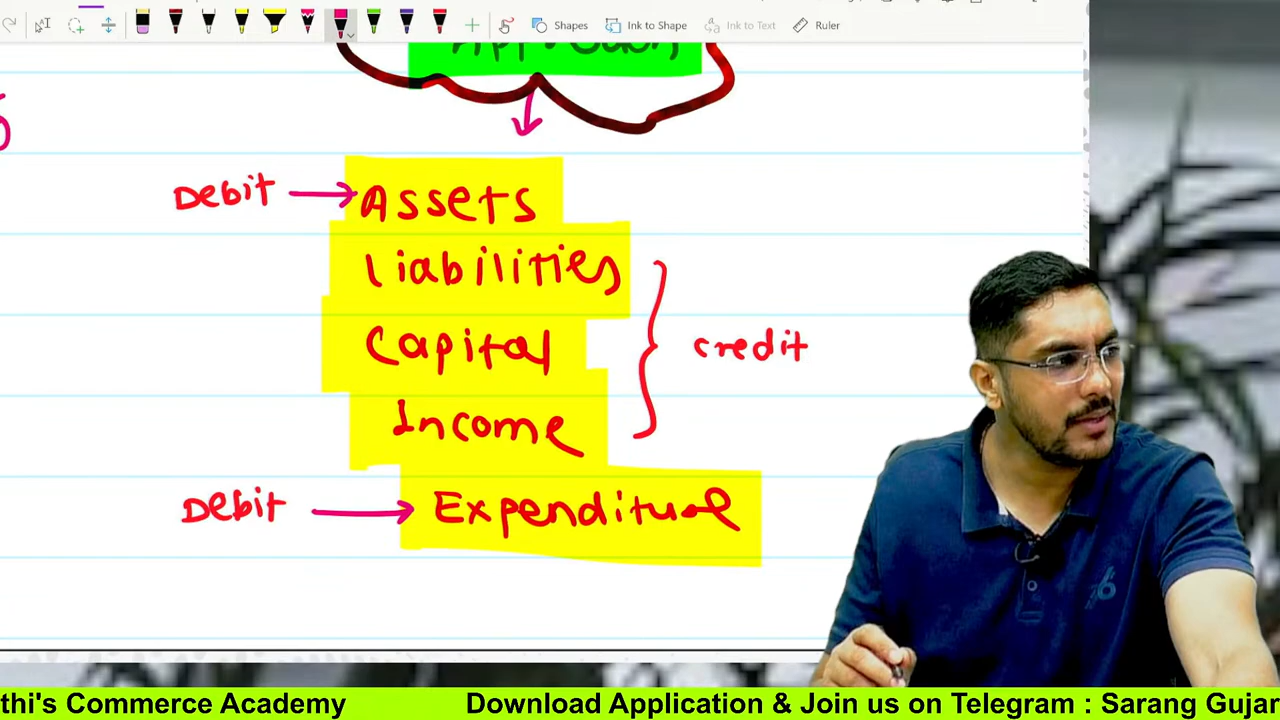 Shapes
Ink to Shape
Ink to Text
Ruler
Debit
Assets
Liabilities
Capital
Income
credit
Debit
thi's Commerce Academy
Download Application & Join us on Telegram : Sarang Gujar